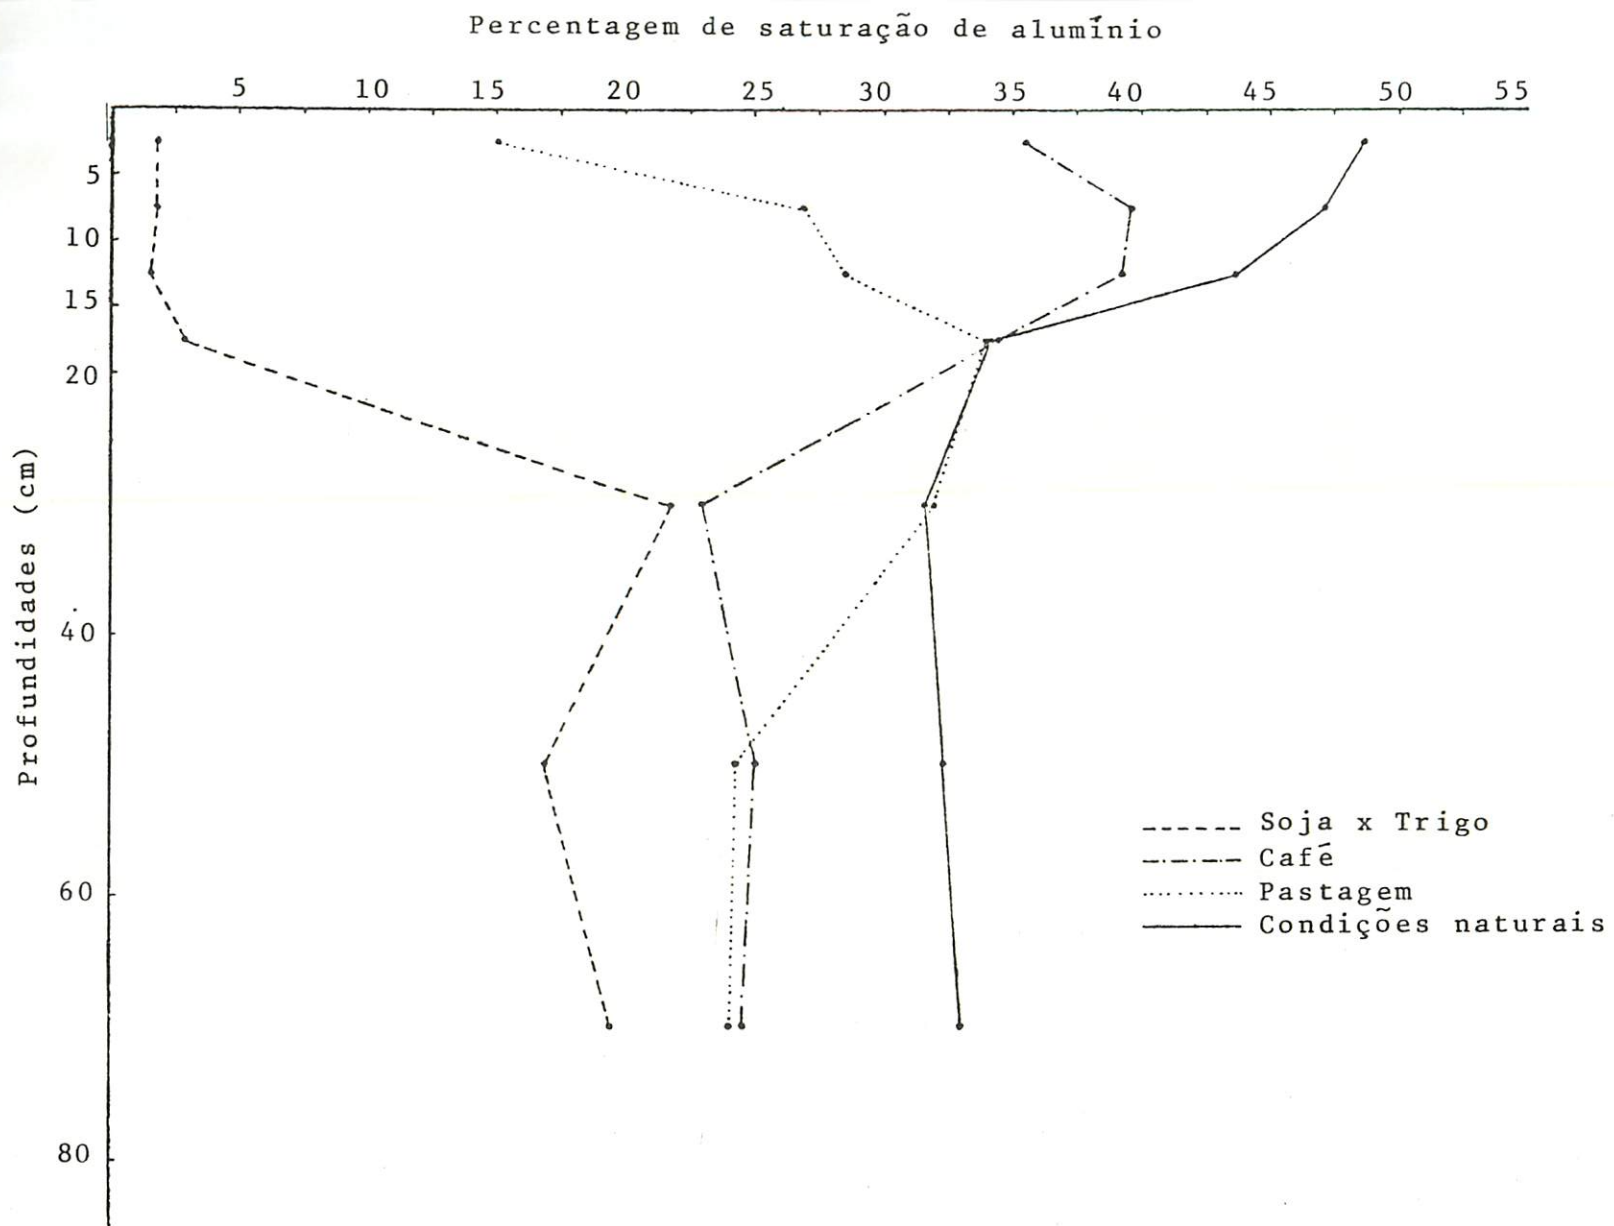 Percentagem de saturação de alumínio
5 10 15 20 25 30 35 40 45 50 55
5
10
15
20
40
60
80
Profundidades (cm)
Soja x Trigo
Café
Pastagem
Condições naturais